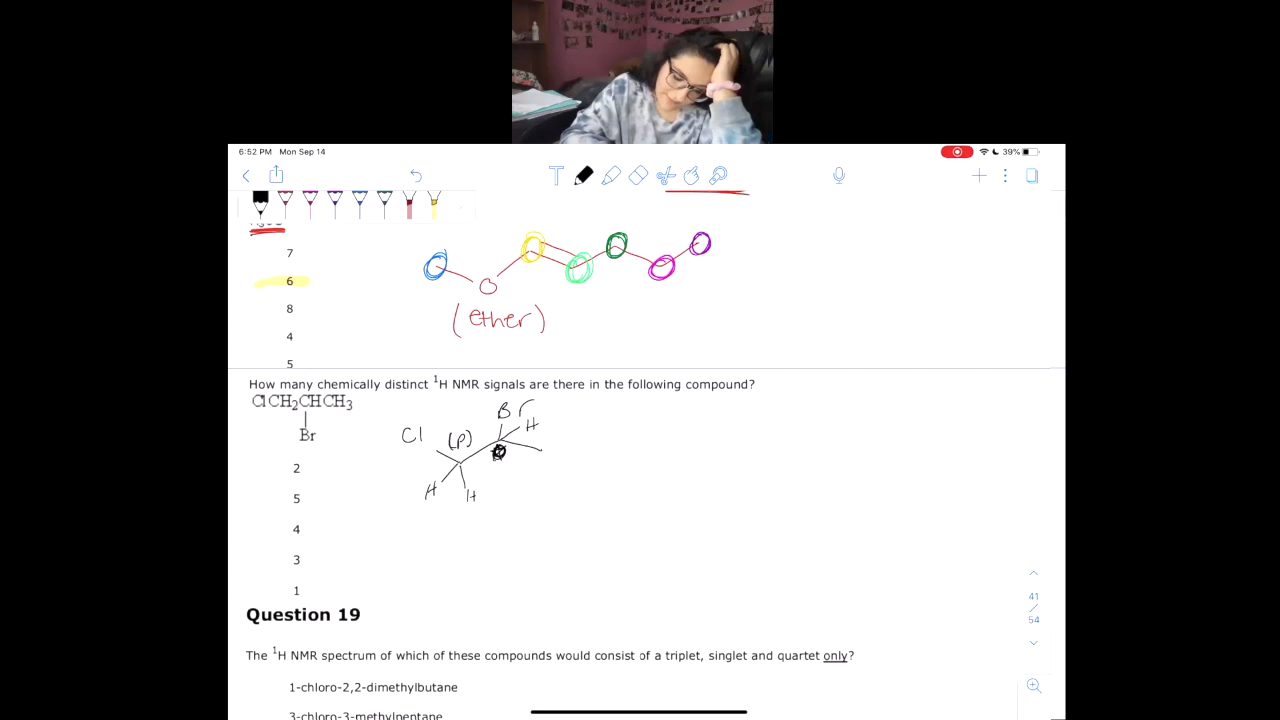 6:52 PM Mon Sep 14
39%
T
7
6
8
4
5
O
(ether)
How many chemically distinct ¹H NMR signals are there in the following compound?
ClCH₂CHCH₃
Br
2
5
4
3
1
Br
H
Cl
(P)
H
H
41
/
54
Question 19
The ¹H NMR spectrum of which of these compounds would consist of a triplet, singlet and quartet only?
1-chloro-2,2-dimethylbutane
3-chloro-3-methylpentane